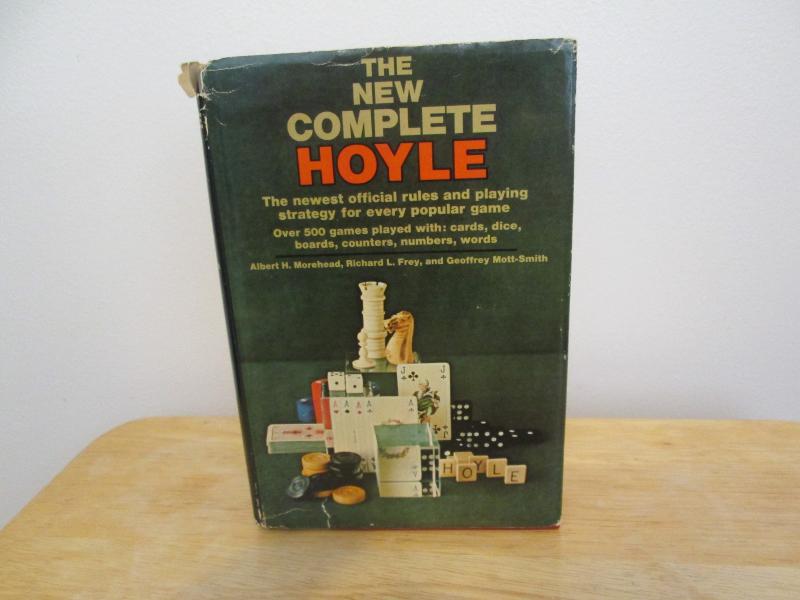 THE
NEW
COMPLETE
HOYLE
The newest official rules and playing
strategy for every popular game
Over 500 games played with: cards, dice,
boards, counters, numbers, words
Albert H. Morehead, Richard L. Frey, and Geoffrey Mott-Smith
J
J
A A A A
A
A
HOYLE